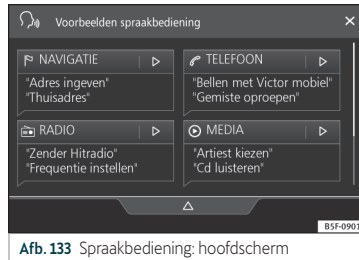 Voorbeelden spraakbediening
NAVIGATIE
"Adres ingeven"
"Thuisadres"
TELEFOON
"Bellen met Victor mobiel"
"Gemiste oproepen"
RADIO
"Zender Hitradio"
"Frequentie instellen"
MEDIA
"Artiest kiezen"
"Cd luisteren"
B5F-0901
Afb. 133 Spraakbediening: hoofdscherm